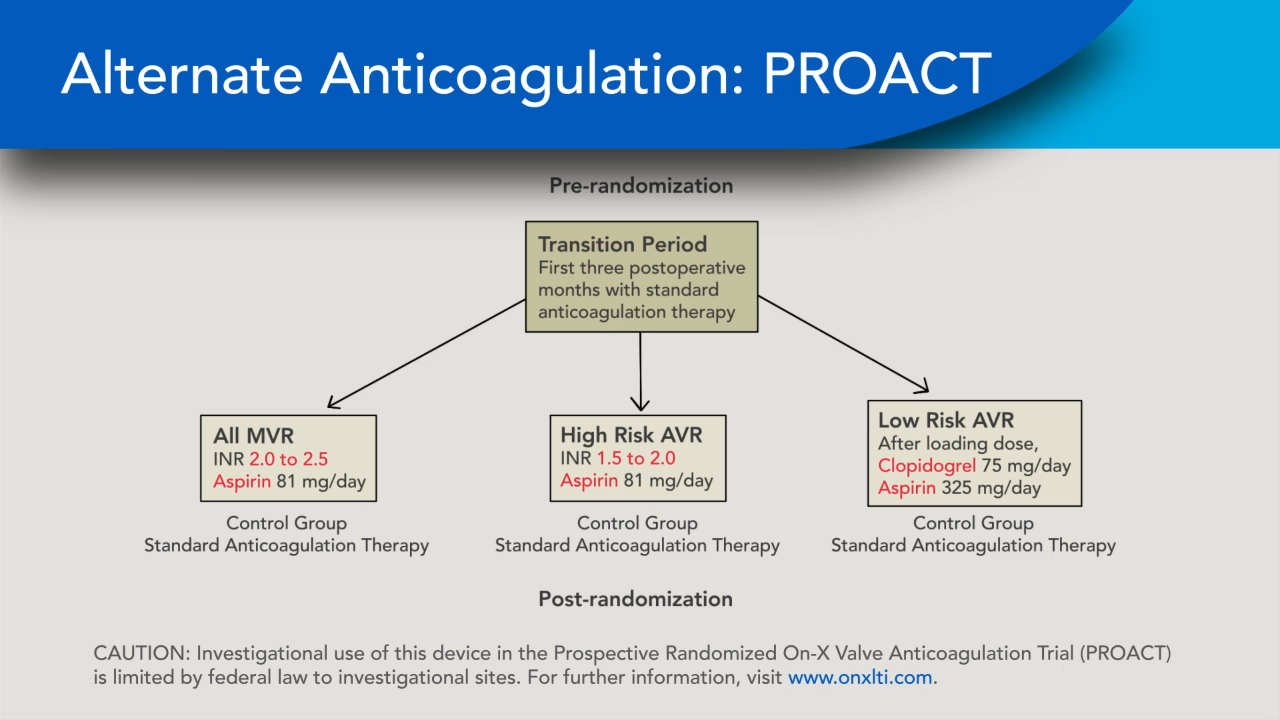 Alternate Anticoagulation: PROACT
Pre-randomization
Transition Period
First three postoperative
months with standard
anticoagulation therapy
All MVR
INR 2.0 to 2.5
Aspirin 81 mg/day
Control Group
Standard Anticoagulation Therapy
High Risk AVR
INR 1.5 to 2.0
Aspirin 81 mg/day
Control Group
Standard Anticoagulation Therapy
Low Risk AVR
After loading dose,
Clopidogrel 75 mg/day
Aspirin 325 mg/day
Control Group
Standard Anticoagulation Therapy
Post-randomization
CAUTION: Investigational use of this device in the Prospective Randomized On-X Valve Anticoagulation Trial (PROACT)
is limited by federal law to investigational sites. For further information, visit www.onxlti.com.